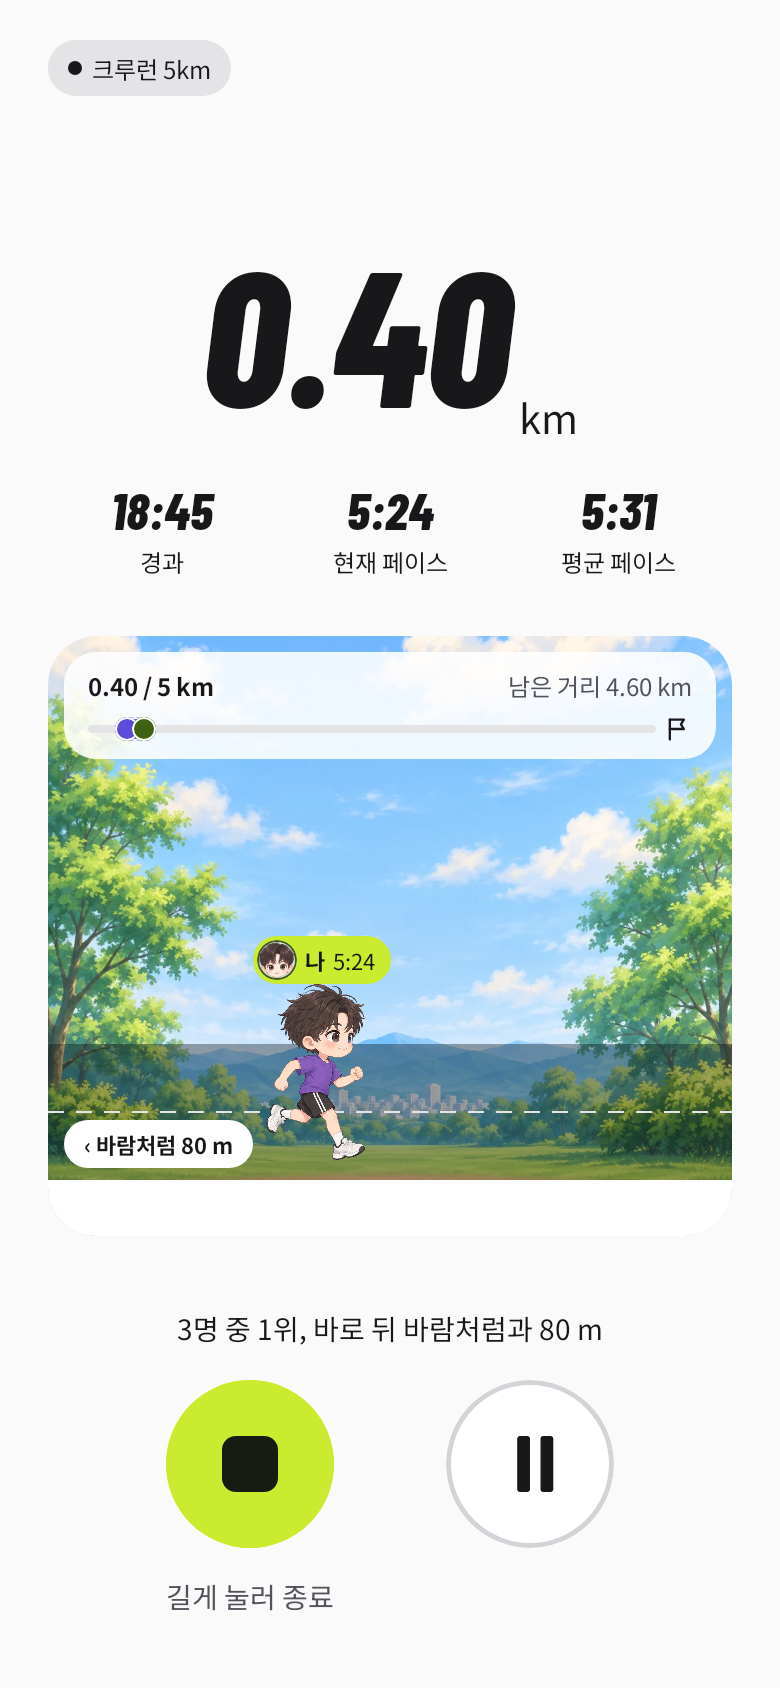 크루런 5km
0.40 km
18:45 5:24 5:31
경과 현재 페이스 평균 페이스
0.40 / 5 km 남은 거리 4.60 km
나 5:24
‹ 바람처럼 80 m
3명 중 1위, 바로 뒤 바람처럼과 80 m
길게 눌러 종료